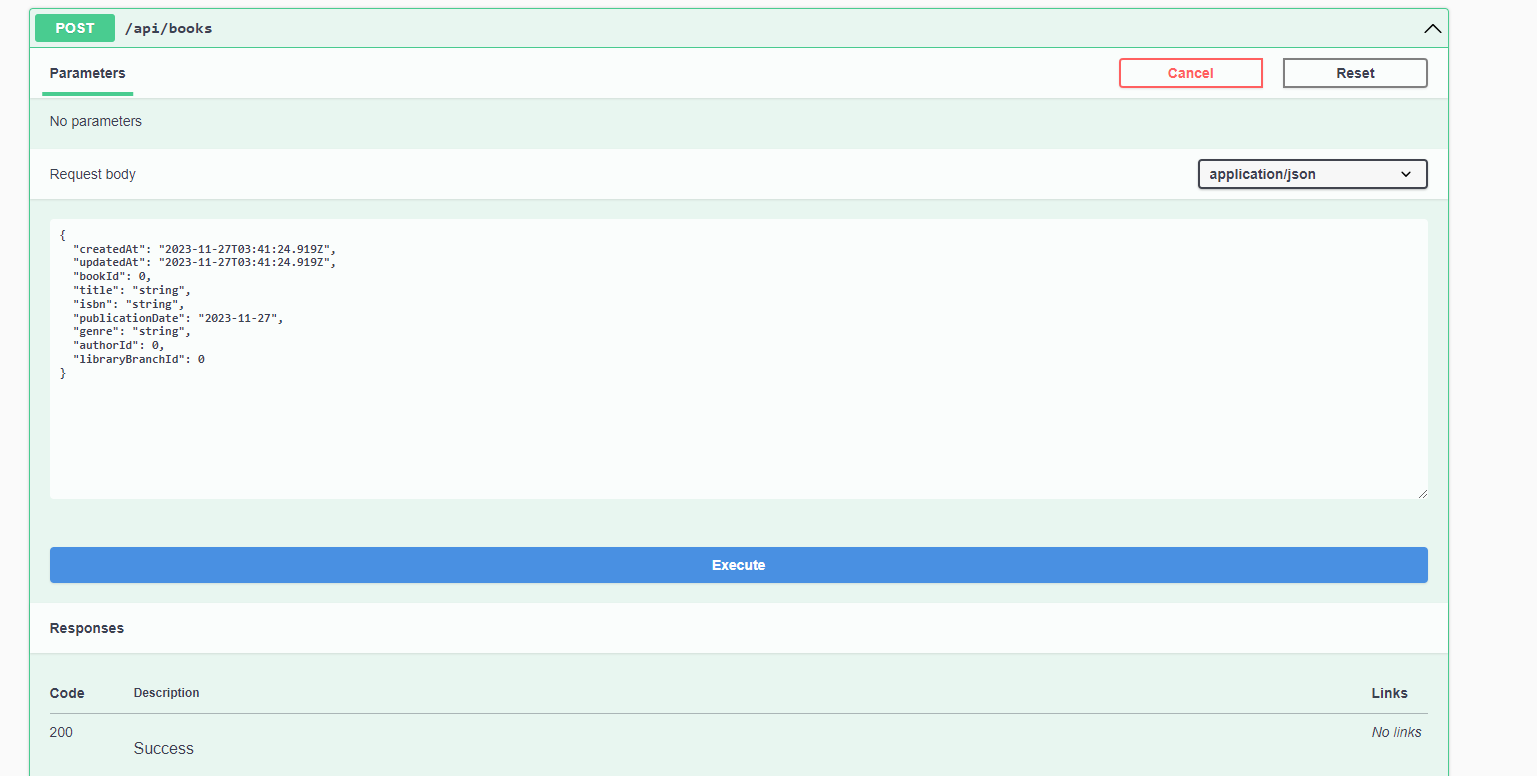 POST /api/books
Parameters
Cancel
Reset
No parameters
Request body
application/json
{
  "createdAt": "2023-11-27T03:41:24.919Z",
  "updatedAt": "2023-11-27T03:41:24.919Z",
  "bookId": 0,
  "title": "string",
  "isbn": "string",
  "publicationDate": "2023-11-27",
  "genre": "string",
  "authorId": 0,
  "libraryBranchId": 0
}
Execute
Responses
Code Description Links
200 Success No links